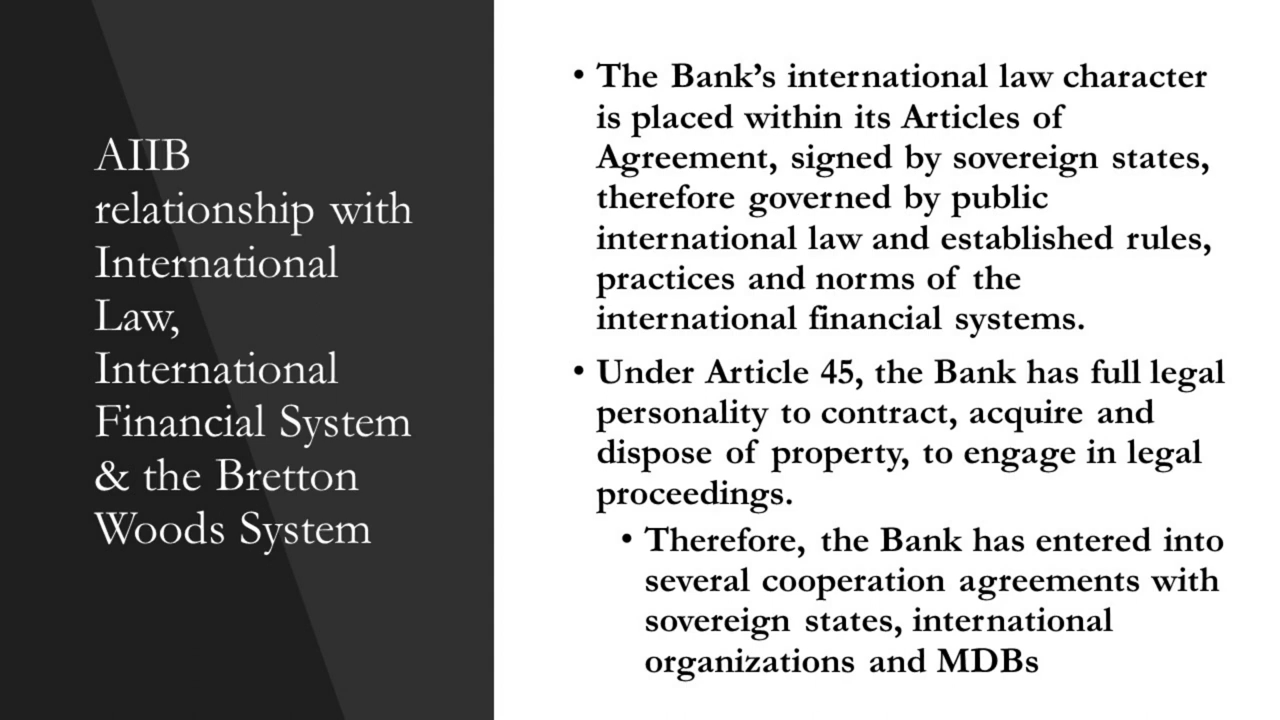 AIIB
relationship with
International
Law,
International
Financial System
& the Bretton
Woods System
• The Bank’s international law character
is placed within its Articles of
Agreement, signed by sovereign states,
therefore governed by public
international law and established rules,
practices and norms of the
international financial systems.
• Under Article 45, the Bank has full legal
personality to contract, acquire and
dispose of property, to engage in legal
proceedings.
• Therefore, the Bank has entered into
several cooperation agreements with
sovereign states, international
organizations and MDBs